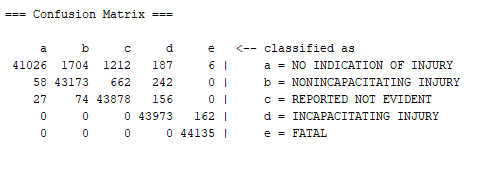 === Confusion Matrix ===
a b c d e <-- classified as
41026 1704 1212 187 6 | a = NO INDICATION OF INJURY
58 43173 662 242 0 | b = NONINCAPACITATING INJURY
27 74 43878 156 0 | c = REPORTED NOT EVIDENT
0 0 0 43973 162 | d = INCAPACITATING INJURY
0 0 0 0 44135 | e = FATAL